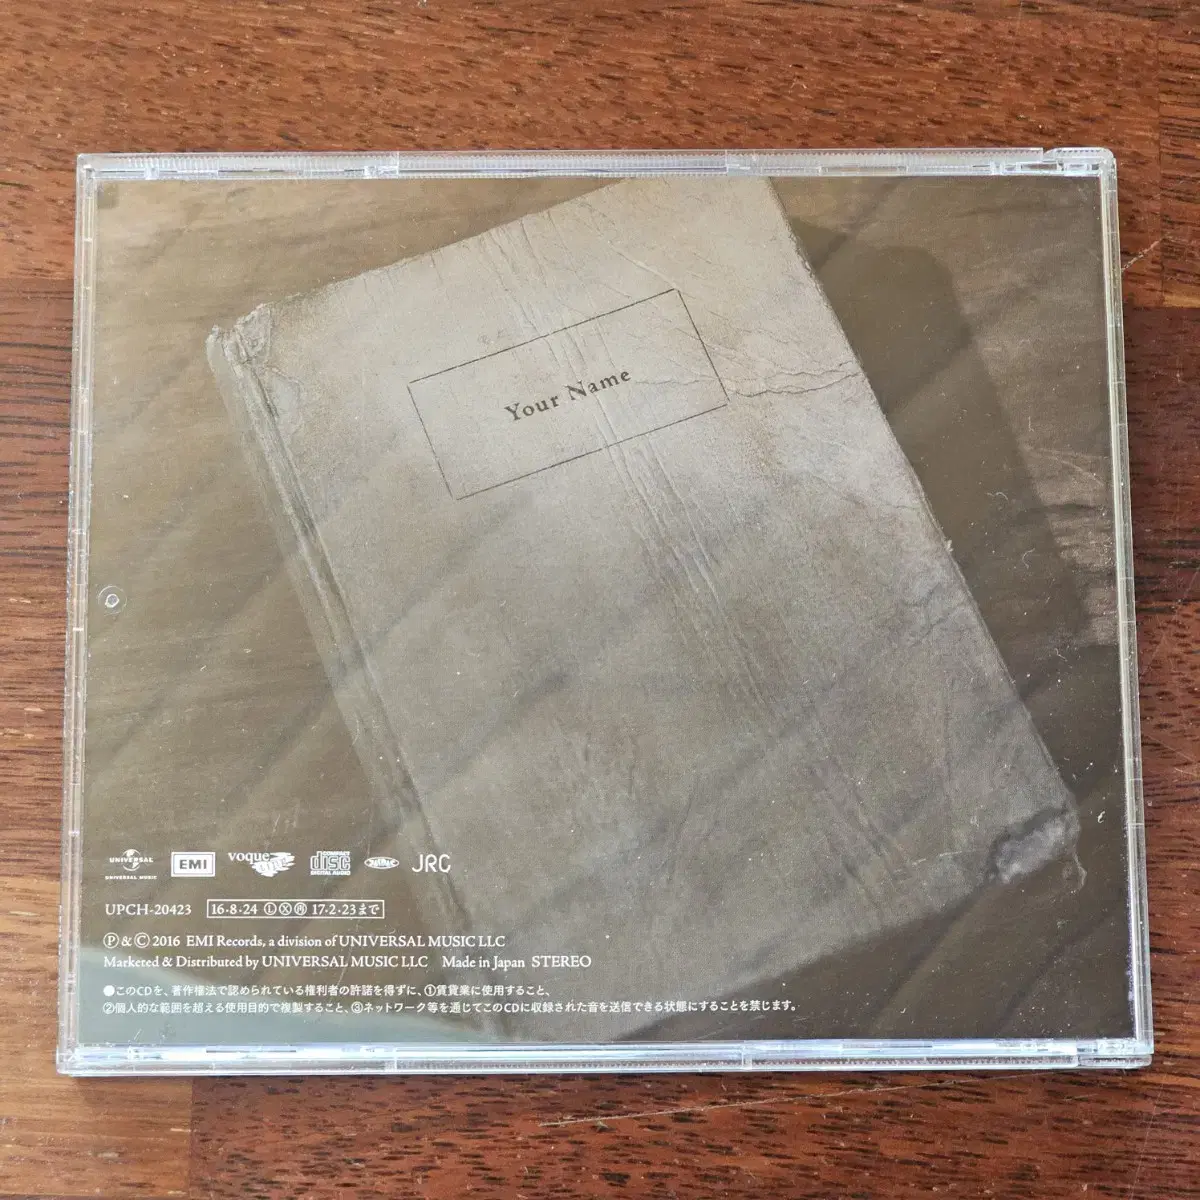 Your Name
UNIVERSAL
UNIVERSAL MUSIC
EMI
voque
COMPACT
disc
DIGITAL AUDIO
JRC
UPCH-20423 16·8·24 Ⓛ Ⓧ ㊕ 17·2·23まで
Ⓟ & Ⓒ 2016 EMI Records, a division of UNIVERSAL MUSIC LLC
Marketed & Distributed by UNIVERSAL MUSIC LLC Made in Japan STEREO
●このCDを、著作権法で認められている権利者の許諾を得ずに、①賃貸業に使用すること、
②個人的な範囲を超える使用目的で複製すること、③ネットワーク等を通じてこのCDに収録された音を送信できる状態にすることを禁じます。